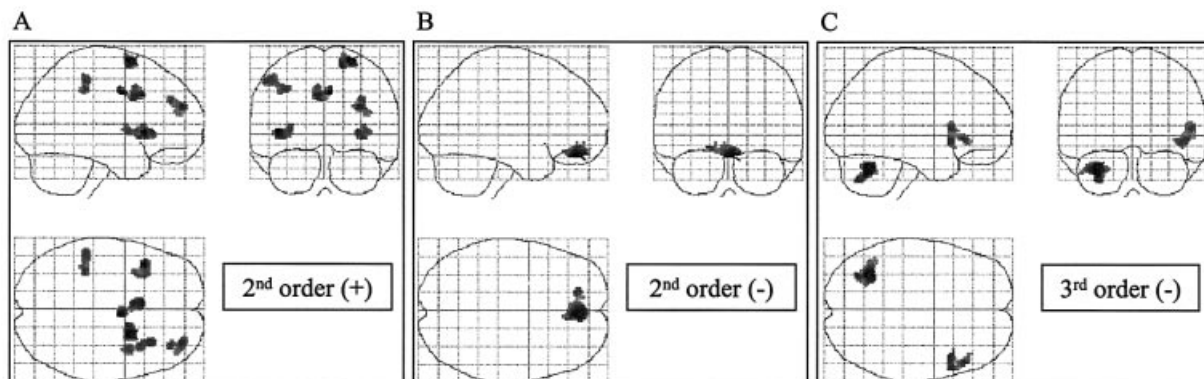 A
B
C
2nd order (+)
2nd order (-)
3rd order (-)